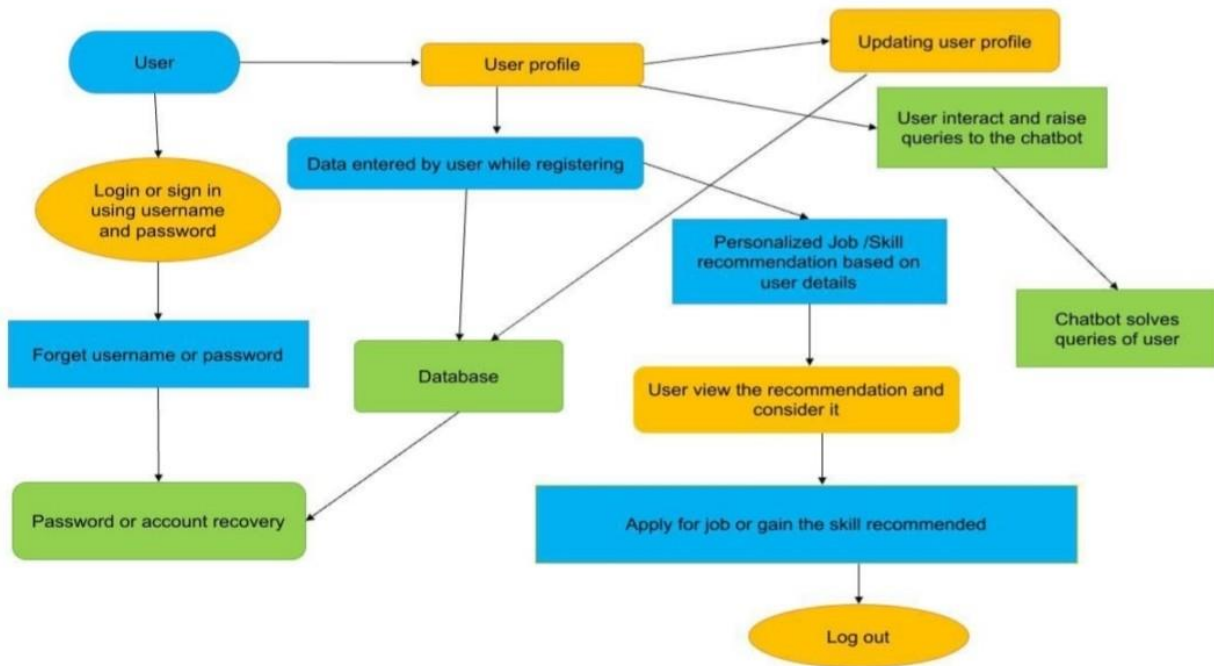 User
User profile
Updating user profile
User interact and raise
queries to the chatbot
Data entered by user while registering
Login or sign in
using username
and password
Personalized Job /Skill
recommendation based on
user details
Chatbot solves
queries of user
Forget username or password
Database
User view the recommendation and
consider it
Password or account recovery
Apply for job or gain the skill recommended
Log out